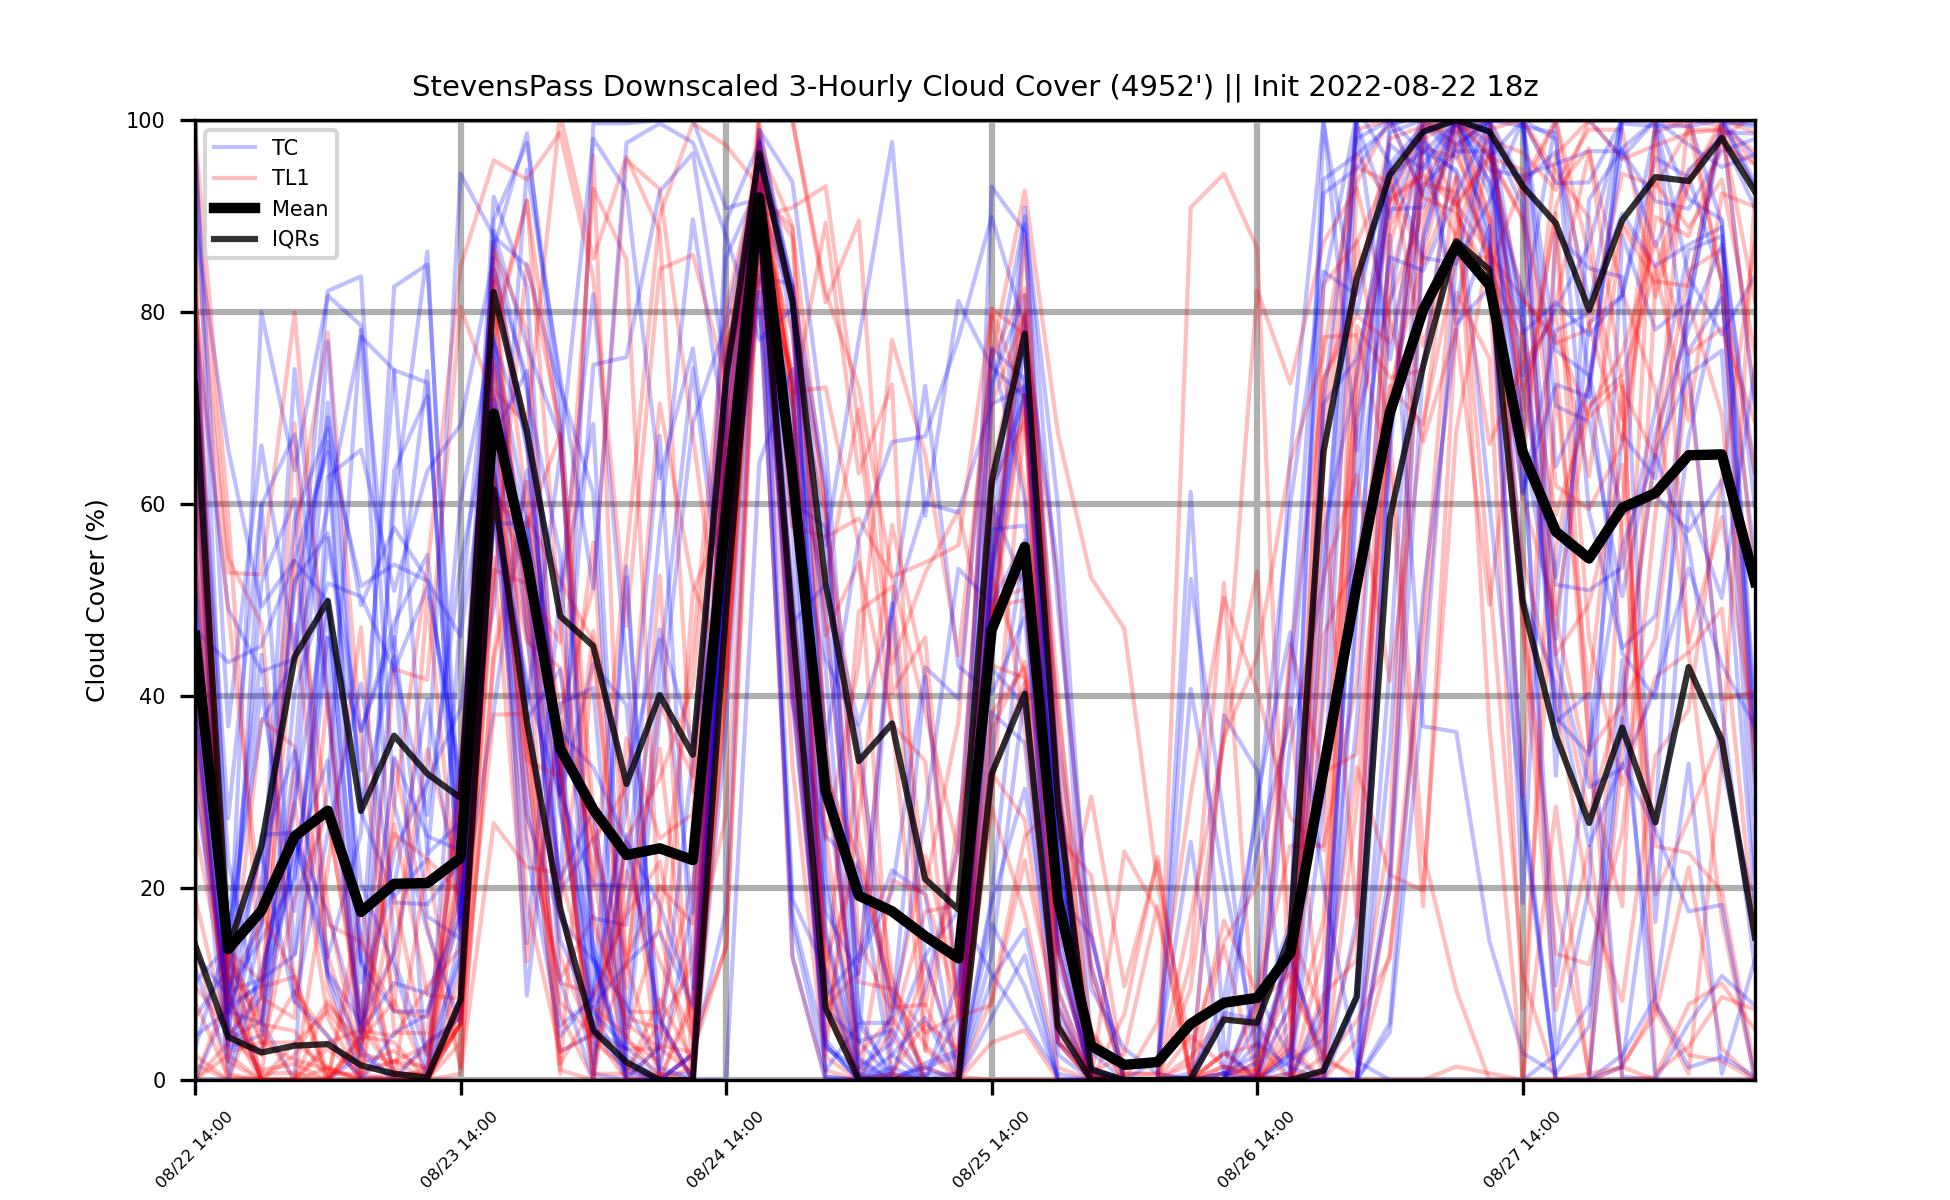 StevensPass Downscaled 3-Hourly Cloud Cover (4952') || Init 2022-08-22 18z
TC
TL1
Mean
IQRs
Cloud Cover (%)
100
80
60
40
20
0
08/22 14:00
08/23 14:00
08/24 14:00
08/25 14:00
08/26 14:00
08/27 14:00